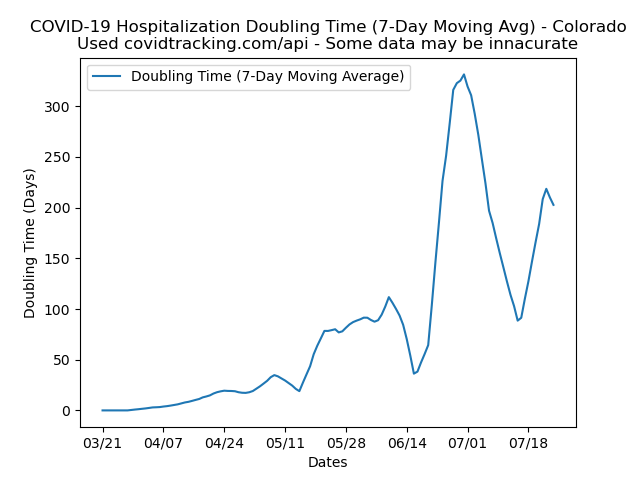 COVID-19 Hospitalization Doubling Time (7-Day Moving Avg) - Colorado
Used covidtracking.com/api - Some data may be innacurate
Doubling Time (7-Day Moving Average)
Doubling Time (Days)
300
250
200
150
100
50
0
03/21 04/07 04/24 05/11 05/28 06/14 07/01 07/18
Dates